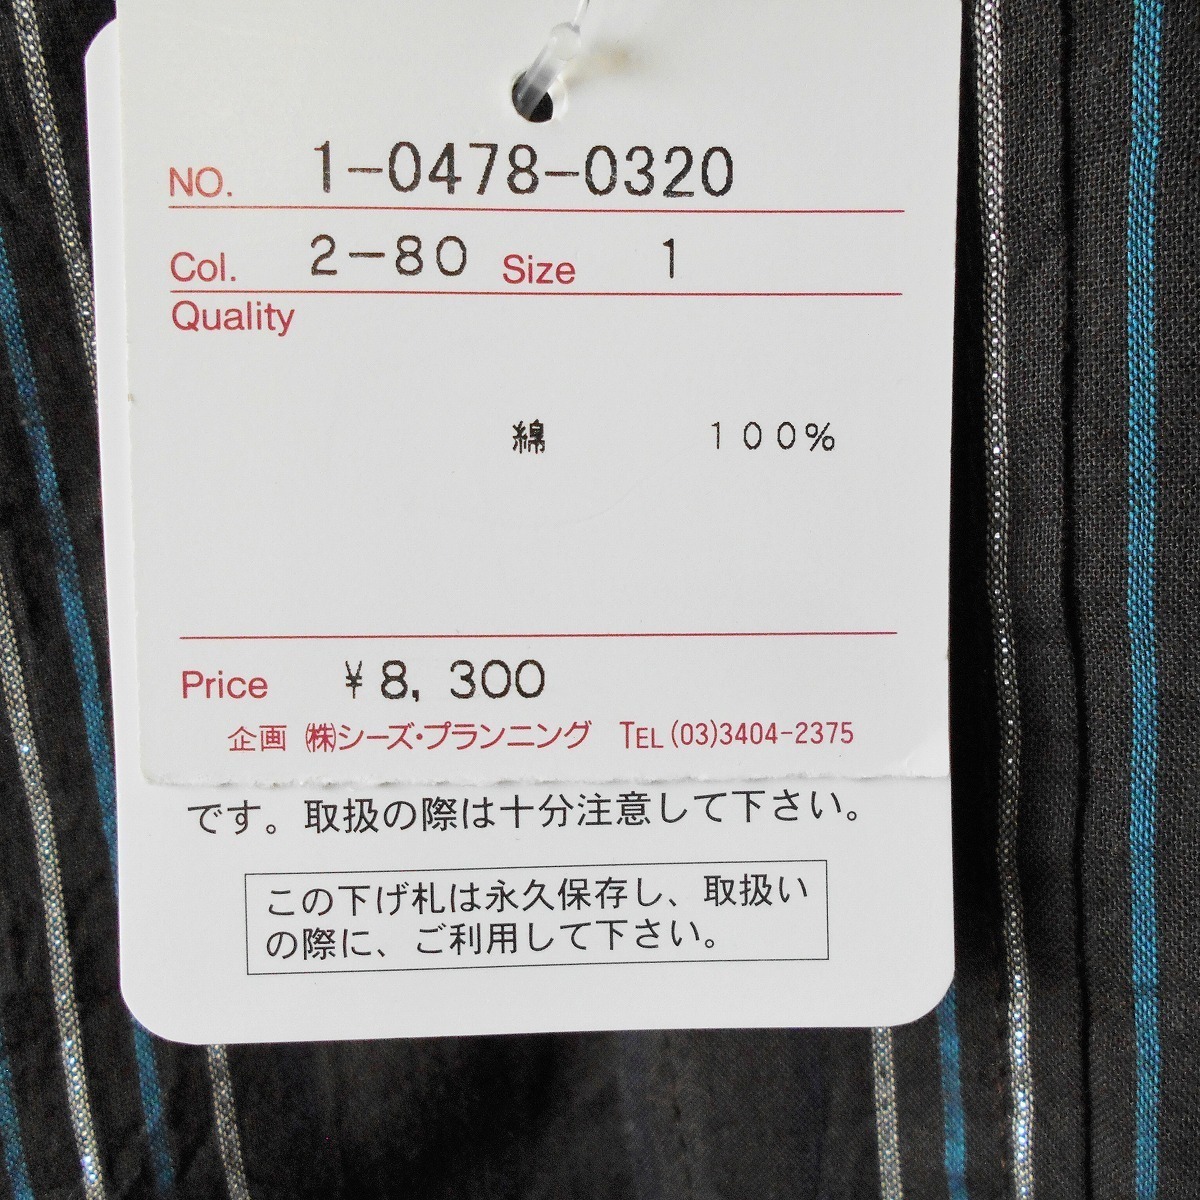 NO. 1-0478-0320
Col. 2-80 Size 1
Quality
綿 100%
Price ¥8,300
企画 ㈱シーズ・プランニング TEL(03)3404-2375
です。取扱の際は十分注意して下さい。
この下げ札は永久保存し、取扱い
の際に、ご利用して下さい。